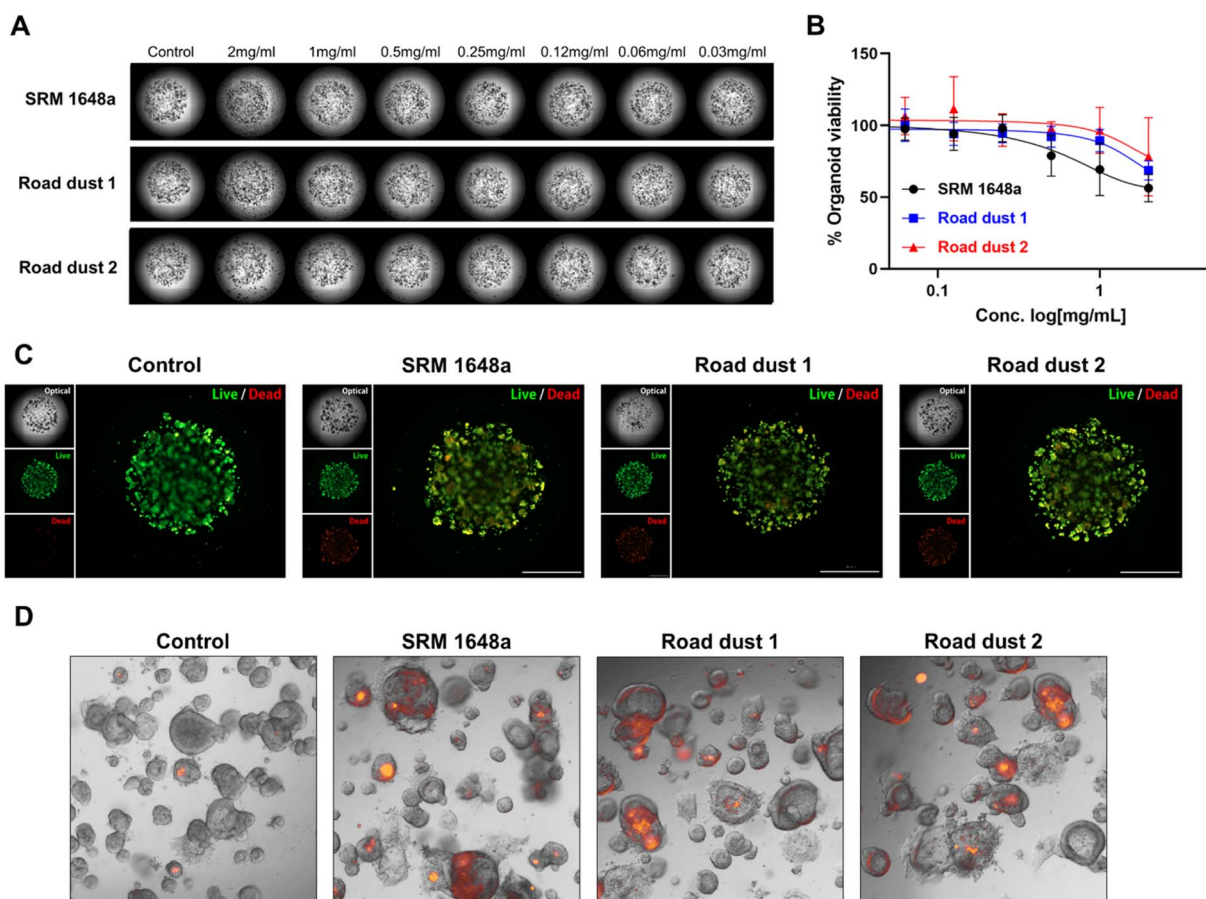 A
Control 2mg/ml 1mg/ml 0.5mg/ml 0.25mg/ml 0.12mg/ml 0.06mg/ml 0.03mg/ml
SRM 1648a
Road dust 1
Road dust 2
B
% Organoid viability
150
100
50
0
0.1 1
Conc. log[mg/mL]
SRM 1648a
Road dust 1
Road dust 2
C
Control SRM 1648a Road dust 1 Road dust 2
Optical Live / Dead Optical Live / Dead Optical Live / Dead Optical Live / Dead
Live Live Live Live
Dead Dead Dead Dead
D
Control SRM 1648a Road dust 1 Road dust 2